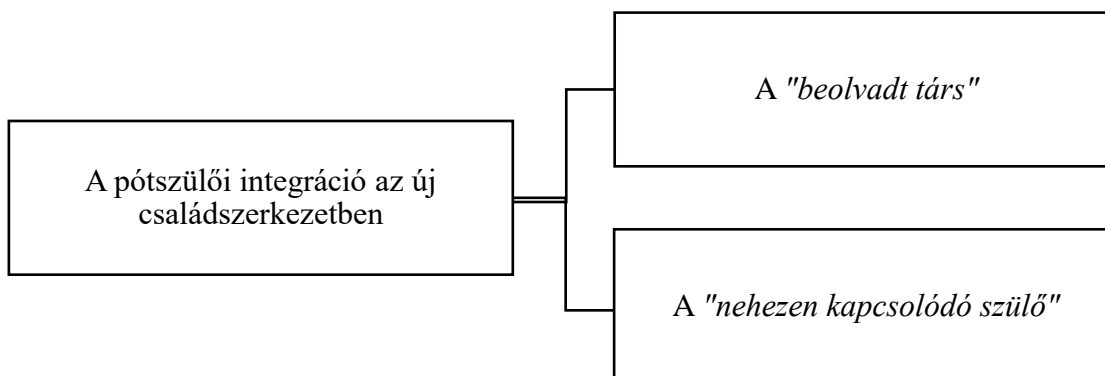 A "beolvadt társ"
A pótszülői integráció az új
családszerkezetben
A "nehezen kapcsolódó szülő"